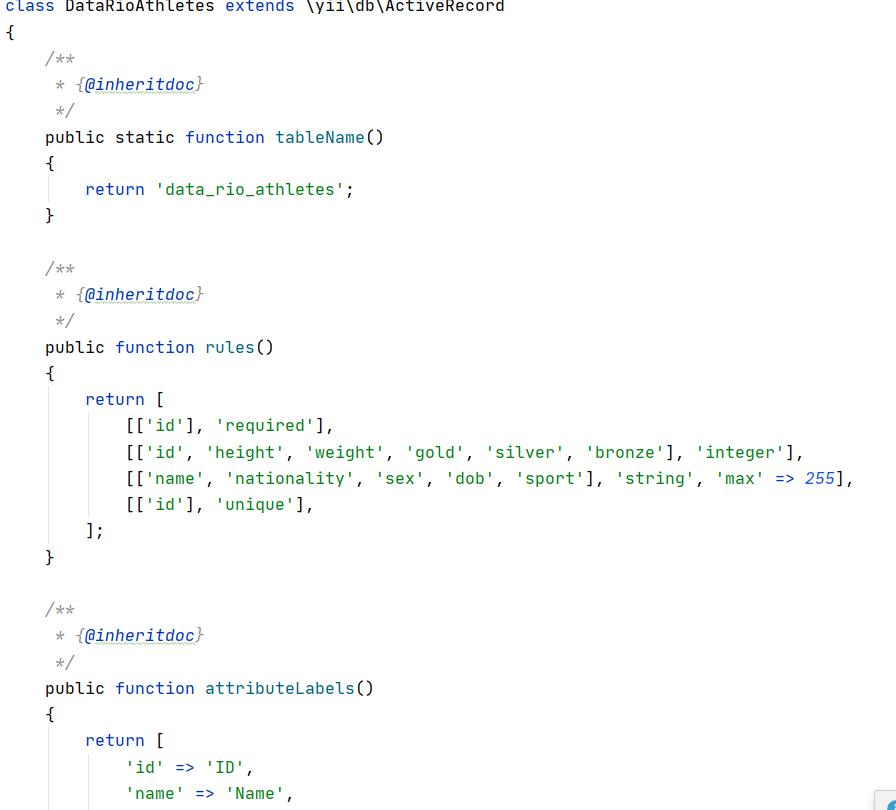 class DataRioAthletes extends \yii\db\ActiveRecord
{
/**
* {@inheritdoc}
*/
public static function tableName()
{
return 'data_rio_athletes';
}
/**
* {@inheritdoc}
*/
public function rules()
{
return [
[['id'], 'required'],
[['id', 'height', 'weight', 'gold', 'silver', 'bronze'], 'integer'],
[['name', 'nationality', 'sex', 'dob', 'sport'], 'string', 'max' => 255],
[['id'], 'unique'],
];
}
/**
* {@inheritdoc}
*/
public function attributeLabels()
{
return [
'id' => 'ID',
'name' => 'Name',